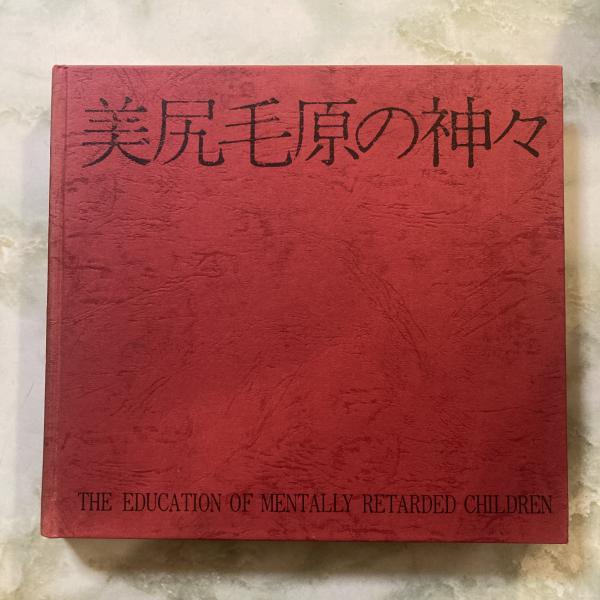 美尻毛原の神々
THE EDUCATION OF MENTALLY RETARDED CHILDREN